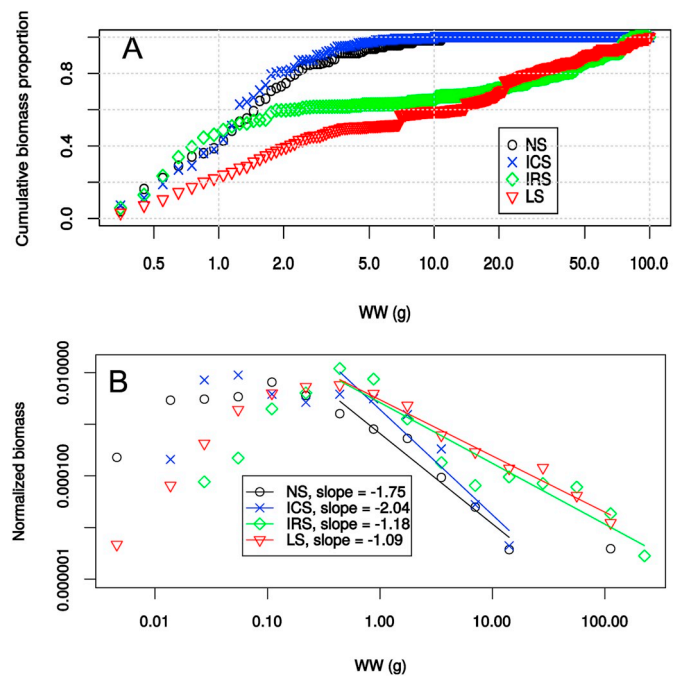 A
Cumulative biomass proportion
0.8
0.4
0.0
NS
ICS
IRS
LS
0.5 1.0 2.0 5.0 10.0 20.0 50.0 100.0
WW (g)
B
Normalized biomass
0.010000
0.000100
0.000001
NS, slope = -1.75
ICS, slope = -2.04
IRS, slope = -1.18
LS, slope = -1.09
0.01 0.10 1.00 10.00 100.00
WW (g)